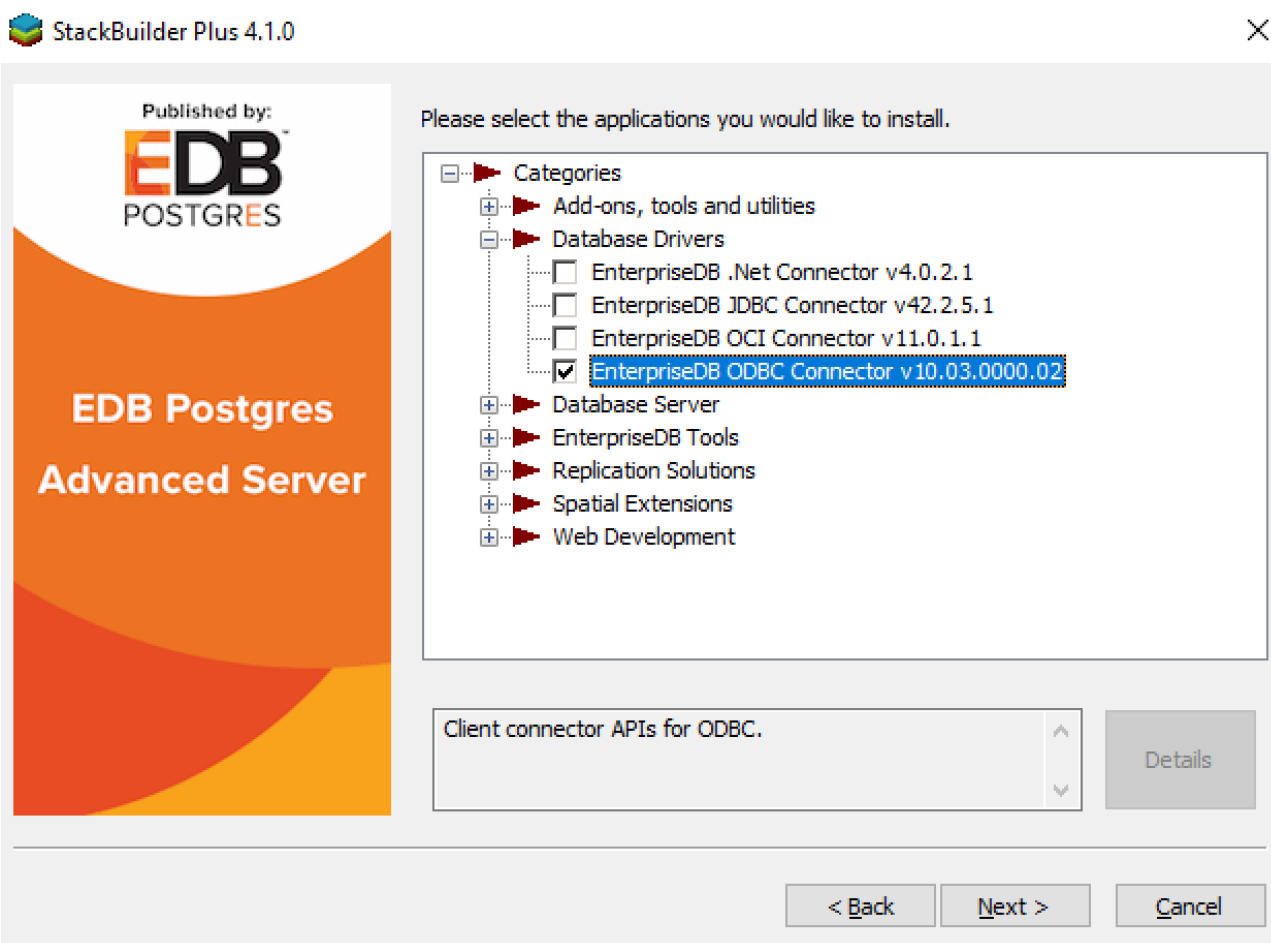 StackBuilder Plus 4.1.0
Published by:
EDB™
POSTGRES
EDB Postgres
Advanced Server
Please select the applications you would like to install.
Categories
Add-ons, tools and utilities
Database Drivers
EnterpriseDB .Net Connector v4.0.2.1
EnterpriseDB JDBC Connector v42.2.5.1
EnterpriseDB OCI Connector v11.0.1.1
EnterpriseDB ODBC Connector v10.03.0000.02
Database Server
EnterpriseDB Tools
Replication Solutions
Spatial Extensions
Web Development
Client connector APIs for ODBC.
Details
< Back
Next >
Cancel